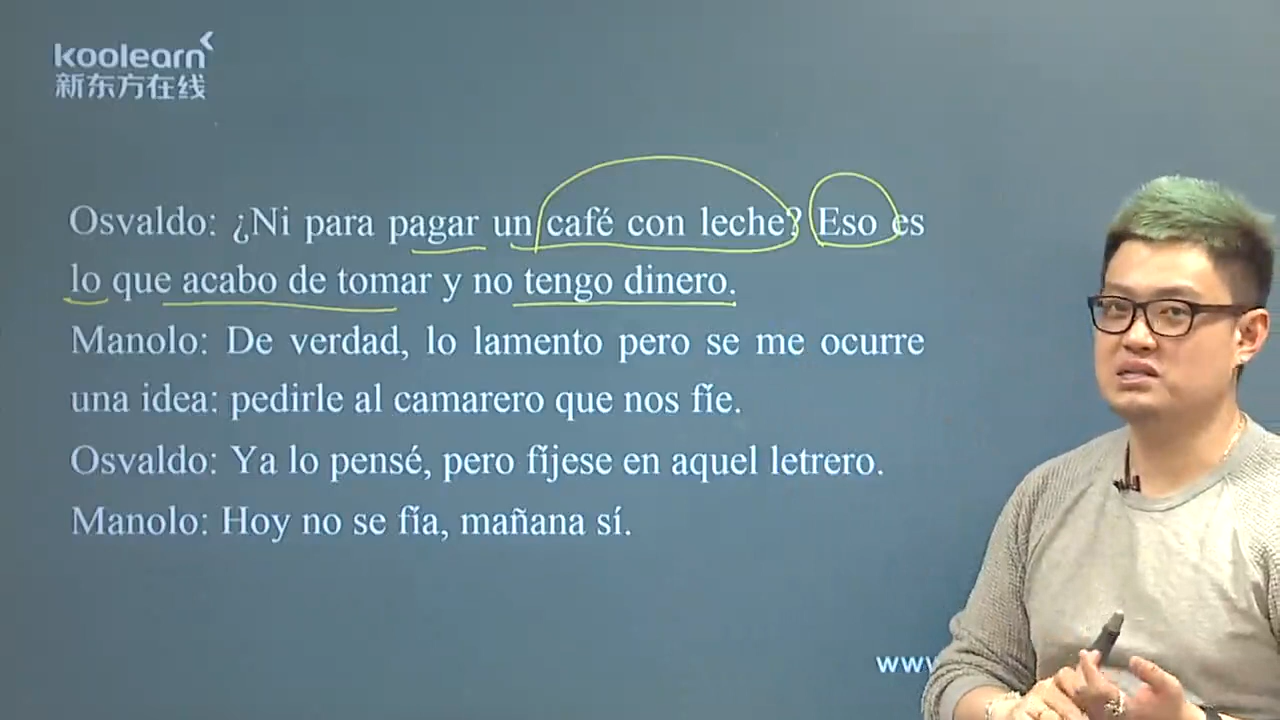 koolearn
新东方在线
Osvaldo: ¿Ni para pagar un café con leche? Eso es
lo que acabo de tomar y no tengo dinero.
Manolo: De verdad, lo lamento pero se me ocurre
una idea: pedirle al camarero que nos fíe.
Osvaldo: Ya lo pensé, pero fíjese en aquel letrero.
Manolo: Hoy no se fía, mañana sí.
www